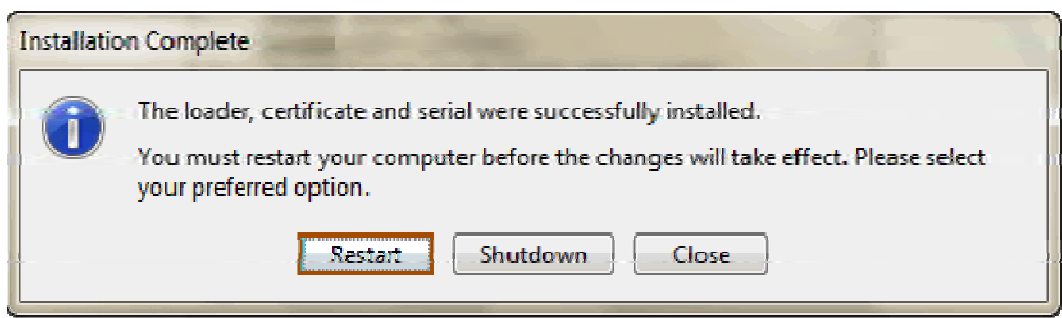 Installation Complete
The loader, certificate and serial were successfully installed.
You must restart your computer before the changes will take effect. Please select
your preferred option.
Restart
Shutdown
Close